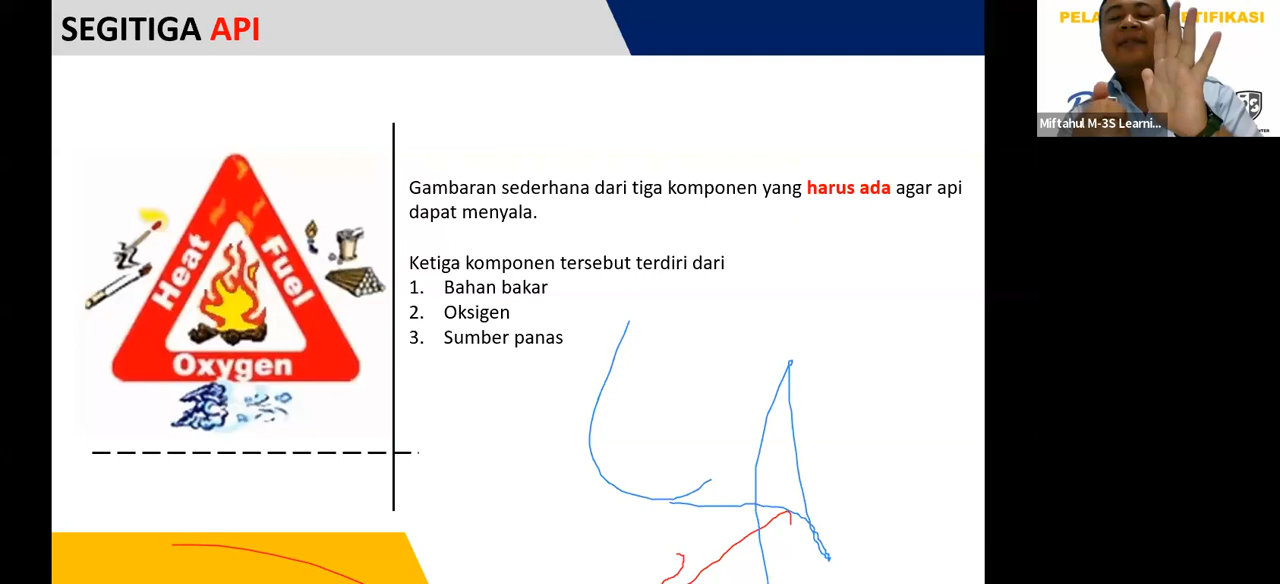 SEGITIGA API
Gambaran sederhana dari tiga komponen yang harus ada agar api
dapat menyala.
Ketiga komponen tersebut terdiri dari
1. Bahan bakar
2. Oksigen
3. Sumber panas
Heat
Fuel
Oxygen
Miftahul M-3S Learni...